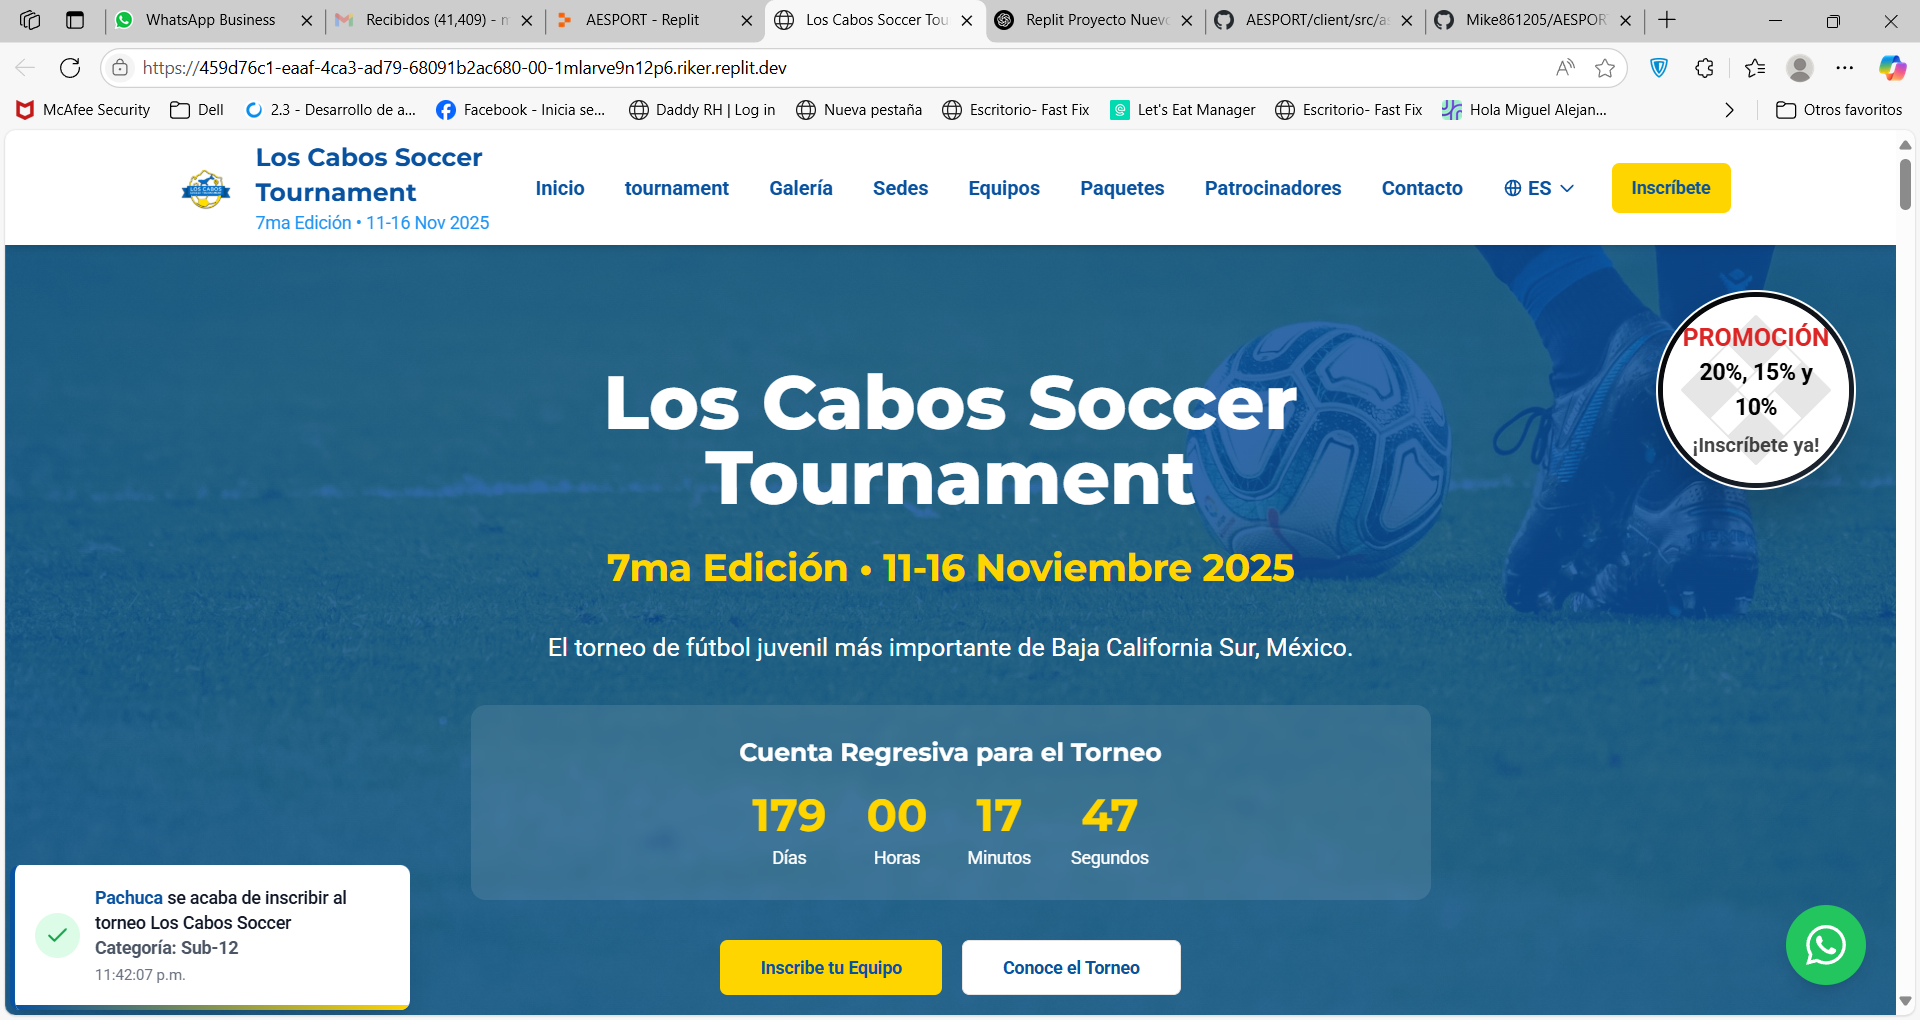 WhatsApp Business
Recibidos (41,409) -
AESPORT - Replit
Los Cabos Soccer Tou
Replit Proyecto Nuevo
AESPORT/client/src/as
Mike861205/AESPOR
https://459d76c1-eaaf-4ca3-ad79-68091b2ac680-00-1mlarve9n12p6.riker.replit.dev
McAfee Security
Dell
2.3 - Desarrollo de a...
Facebook - Inicia se...
Daddy RH | Log in
Nueva pestaña
Escritorio- Fast Fix
Let's Eat Manager
Escritorio- Fast Fix
Hola Miguel Alejan...
Otros favoritos
LOS CABOS
Los Cabos Soccer
Tournament
7ma Edición • 11-16 Nov 2025
Inicio
tournament
Galería
Sedes
Equipos
Paquetes
Patrocinadores
Contacto
ES
Inscríbete
PROMOCIÓN
20%, 15% y
10%
¡Inscríbete ya!
Los Cabos Soccer
Tournament
7ma Edición • 11-16 Noviembre 2025
El torneo de fútbol juvenil más importante de Baja California Sur, México.
Cuenta Regresiva para el Torneo
179 00 17 47
Días Horas Minutos Segundos
Inscribe tu Equipo
Conoce el Torneo
Pachuca se acaba de inscribir al
torneo Los Cabos Soccer
Categoría: Sub-12
11:42:07 p.m.